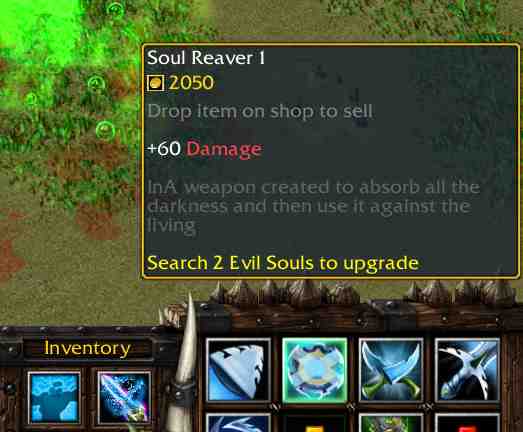 Soul Reaver 1
2050
Drop item on shop to sell
+60 Damage
InA weapon created to absorb all the
darkness and then use it against the
living
Search 2 Evil Souls to upgrade
Inventory